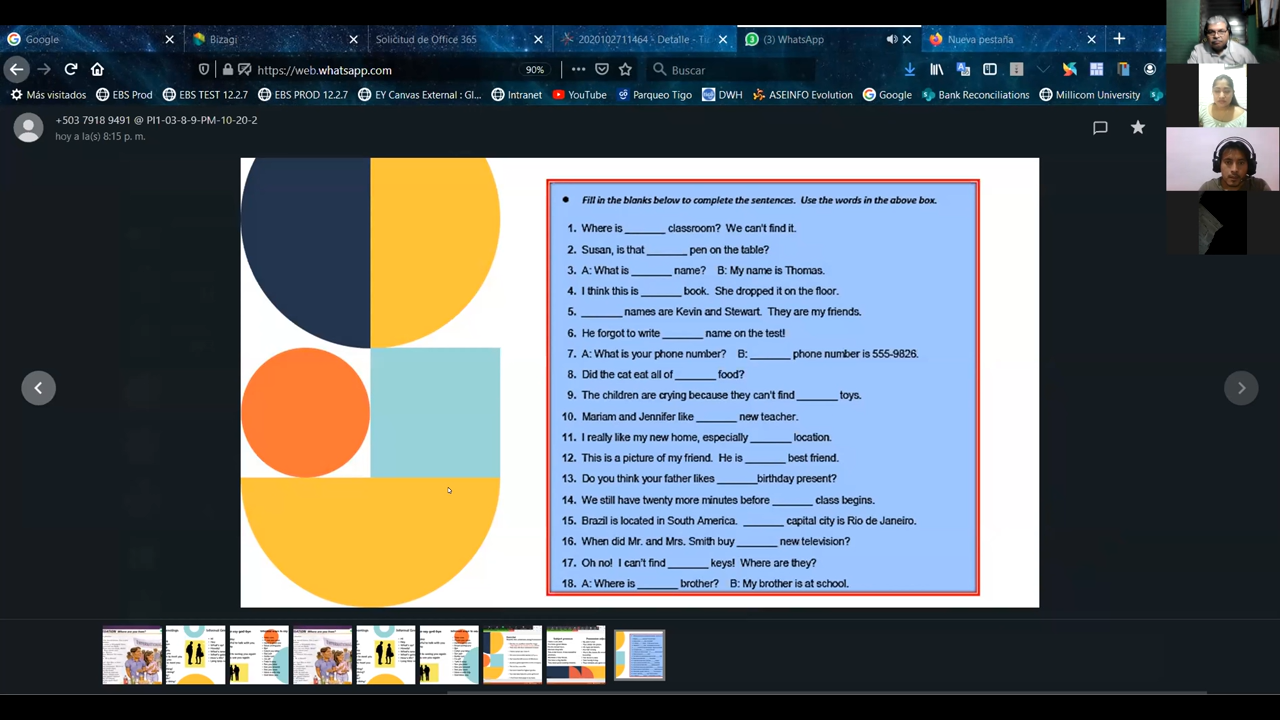 Google
Bizagi
Solicitud de Office 365
2020102711464 - Detalle - Tic
(3) WhatsApp
Nueva pestaña
https://web.whatsapp.com
90%
Buscar
Más visitados
EBS Prod
EBS TEST 12.2.7
EBS PROD 12.2.7
EY Canvas External : Gl...
Intranet
YouTube
Parqueo Tigo
DWH
ASEINFO Evolution
Google
Bank Reconciliations
Millicom University
+503 7918 9491 @ PI1-03-8-9-PM-10-20-2
hoy a la(s) 8:15 p. m.
• Fill in the blanks below to complete the sentences. Use the words in the above box.
1. Where is _______ classroom? We can't find it.
2. Susan, is that _______ pen on the table?
3. A: What is _______ name? B: My name is Thomas.
4. I think this is _______ book. She dropped it on the floor.
5. _______ names are Kevin and Stewart. They are my friends.
6. He forgot to write _______ name on the test!
7. A: What is your phone number? B: _______ phone number is 555-9826.
8. Did the cat eat all of _______ food?
9. The children are crying because they can't find _______ toys.
10. Mariam and Jennifer like _______ new teacher.
11. I really like my new home, especially _______ location.
12. This is a picture of my friend. He is _______ best friend.
13. Do you think your father likes _______birthday present?
14. We still have twenty more minutes before _______ class begins.
15. Brazil is located in South America. _______ capital city is Rio de Janeiro.
16. When did Mr. and Mrs. Smith buy _______ new television?
17. Oh no! I can't find _______ keys! Where are they?
18. A: Where is _______ brother? B: My brother is at school.